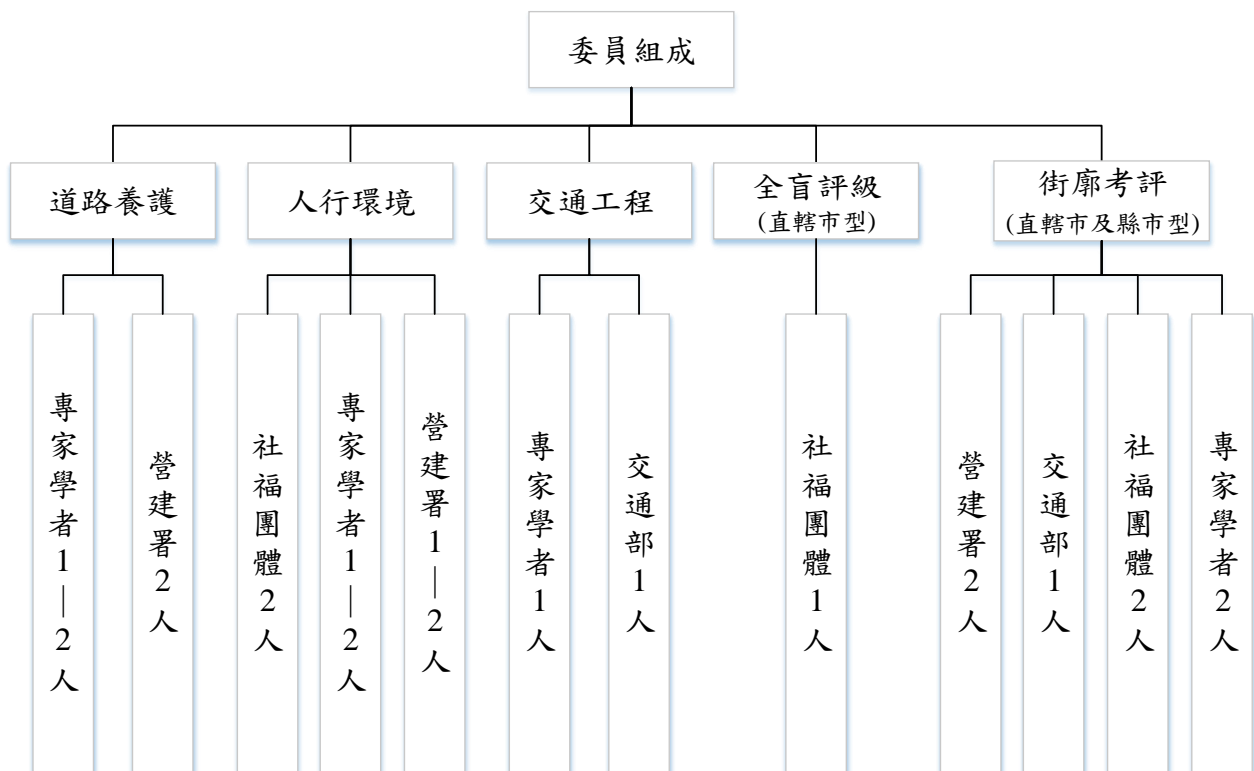 委員組成
道路養護
人行環境
交通工程
全盲評級
(直轄市型)
街廓考評
(直轄市及縣市型)
專家學者1—2人
營建署2人
社福團體2人
專家學者1—2人
營建署1—2人
專家學者1人
交通部1人
社福團體1人
營建署2人
交通部1人
社福團體2人
專家學者2人